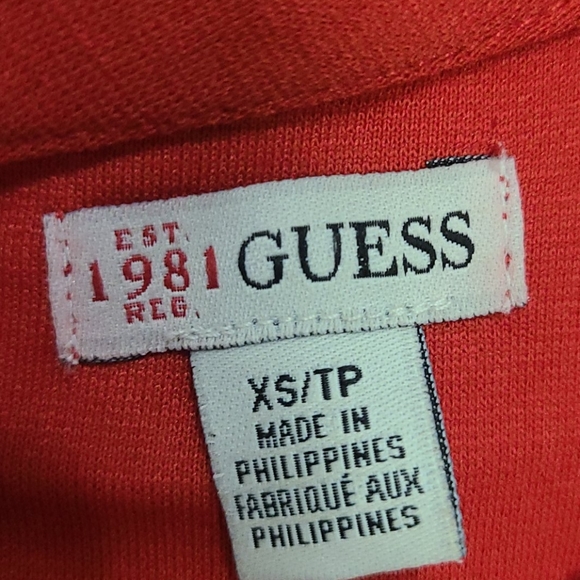 EST.
1981 GUESS
REG.
XS/TP
MADE IN
PHILIPPINES
FABRIQUÉ AUX
PHILIPPINES